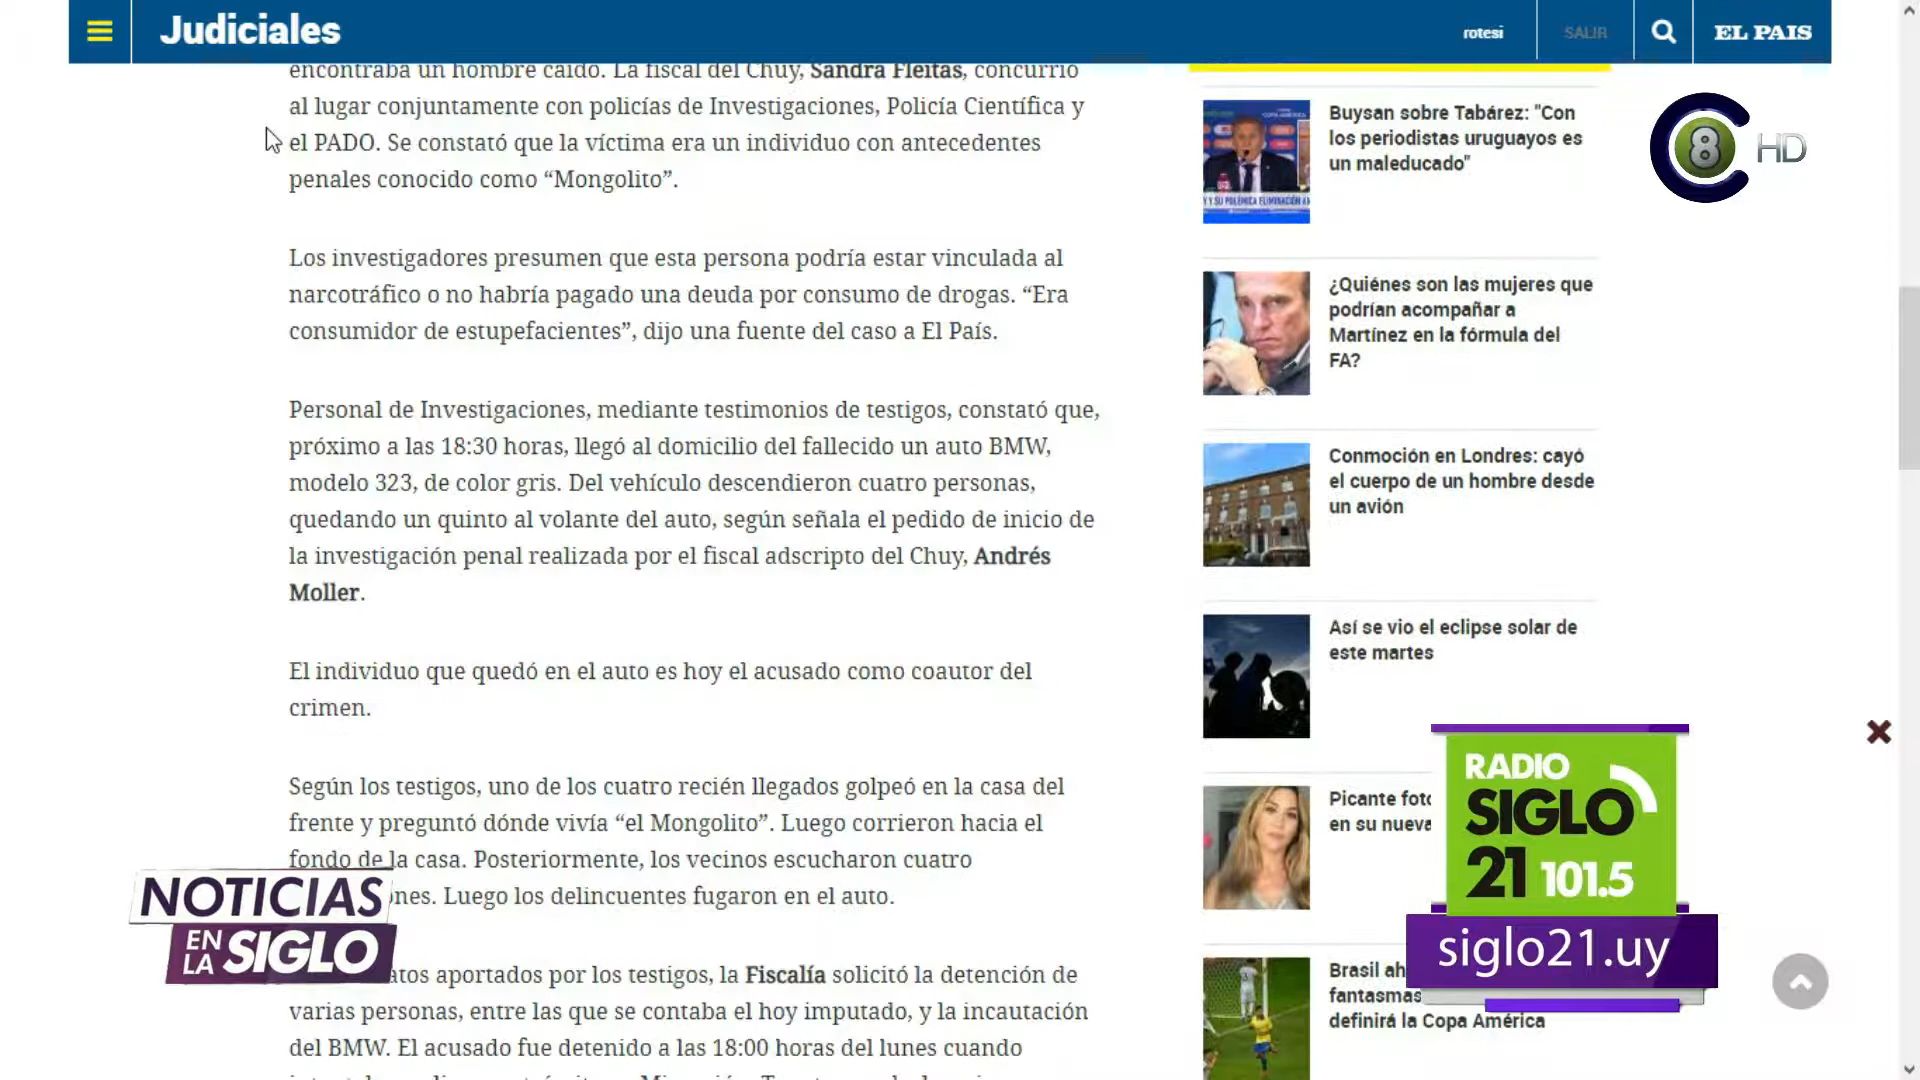 Judiciales
rotesi
SALIR
EL PAIS
encontraba un hombre caído. La fiscal del Chuy, Sandra Fleitas, concurrió
al lugar conjuntamente con policías de Investigaciones, Policía Científica y
el PADO. Se constató que la víctima era un individuo con antecedentes
penales conocido como “Mongolito”.
Los investigadores presumen que esta persona podría estar vinculada al
narcotráfico o no habría pagado una deuda por consumo de drogas. “Era
consumidor de estupefacientes”, dijo una fuente del caso a El País.
Personal de Investigaciones, mediante testimonios de testigos, constató que,
próximo a las 18:30 horas, llegó al domicilio del fallecido un auto BMW,
modelo 323, de color gris. Del vehículo descendieron cuatro personas,
quedando un quinto al volante del auto, según señala el pedido de inicio de
la investigación penal realizada por el fiscal adscripto del Chuy, Andrés
Moller.
El individuo que quedó en el auto es hoy el acusado como coautor del
crimen.
Según los testigos, uno de los cuatro recién llegados golpeó en la casa del
frente y preguntó dónde vivía “el Mongolito”. Luego corrieron hacia el
fondo de la casa. Posteriormente, los vecinos escucharon cuatro
ones. Luego los delincuentes fugaron en el auto.
atos aportados por los testigos, la Fiscalía solicitó la detención de
varias personas, entre las que se contaba el hoy imputado, y la incautación
del BMW. El acusado fue detenido a las 18:00 horas del lunes cuando
Buysan sobre Tabárez: "Con
los periodistas uruguayos es
un maleducado"
¿Quiénes son las mujeres que
podrían acompañar a
Martínez en la fórmula del
FA?
Conmoción en Londres: cayó
el cuerpo de un hombre desde
un avión
Así se vio el eclipse solar de
este martes
Picante foto
en su nueva
Brasil ah
fantasmas
definirá la Copa América
8 HD
RADIO
SIGLO
21 101.5
siglo21.uy
NOTICIAS
EN LA SIGLO